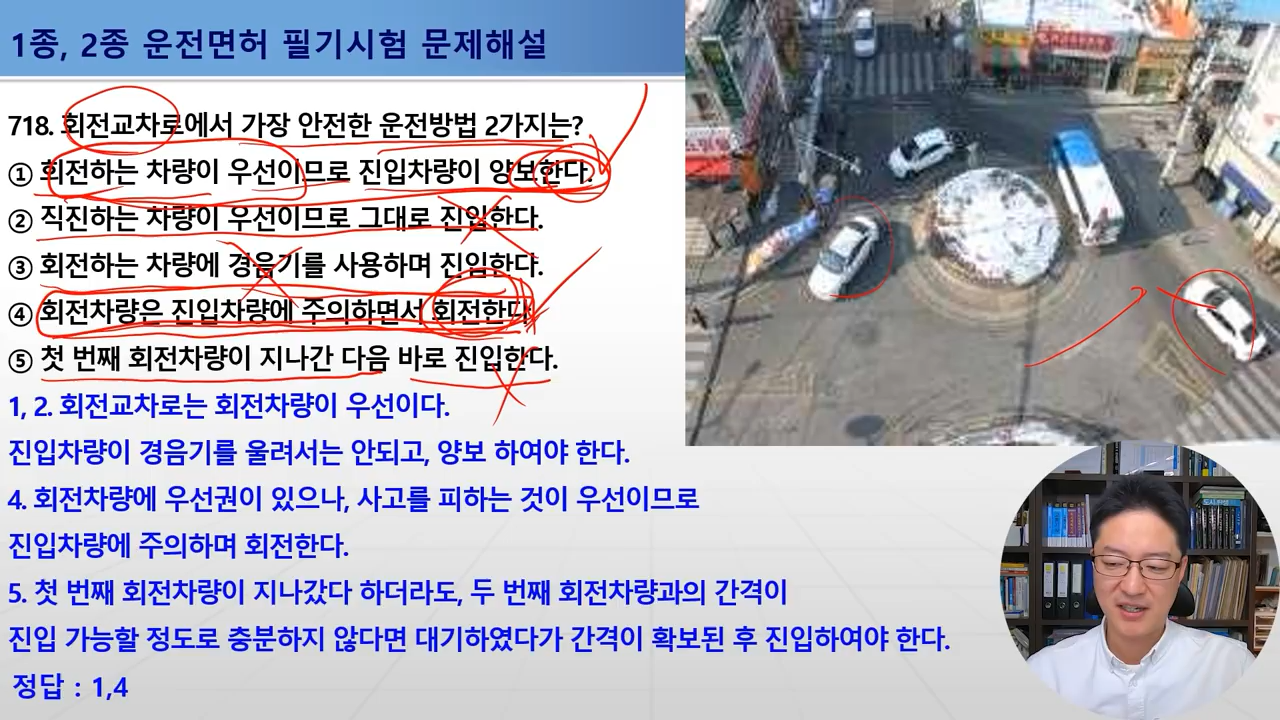 1종, 2종 운전면허 필기시험 문제해설
718. 회전교차로에서 가장 안전한 운전방법 2가지는?
① 회전하는 차량이 우선이므로 진입차량이 양보한다.
② 직진하는 차량이 우선이므로 그대로 진입한다.
③ 회전하는 차량에 경음기를 사용하며 진입한다.
④ 회전차량은 진입차량에 주의하면서 회전한다.
⑤ 첫 번째 회전차량이 지나간 다음 바로 진입한다.
1, 2. 회전교차로는 회전차량이 우선이다.
진입차량이 경음기를 울려서는 안되고, 양보 하여야 한다.
4. 회전차량에 우선권이 있으나, 사고를 피하는 것이 우선이므로
진입차량에 주의하며 회전한다.
5. 첫 번째 회전차량이 지나갔다 하더라도, 두 번째 회전차량과의 간격이
진입 가능할 정도로 충분하지 않다면 대기하였다가 간격이 확보된 후 진입하여야 한다.
정답 : 1,4